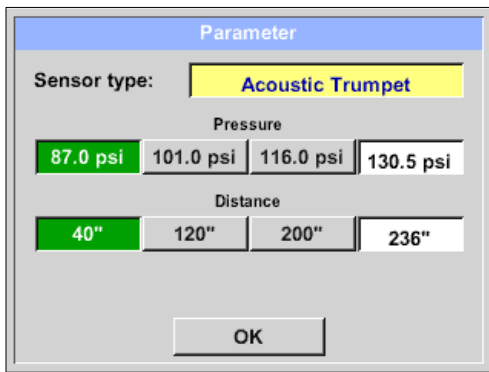 Parameter
Sensor type: Acoustic Trumpet
Pressure
87.0 psi 101.0 psi 116.0 psi 130.5 psi
Distance
40" 120" 200" 236"
OK